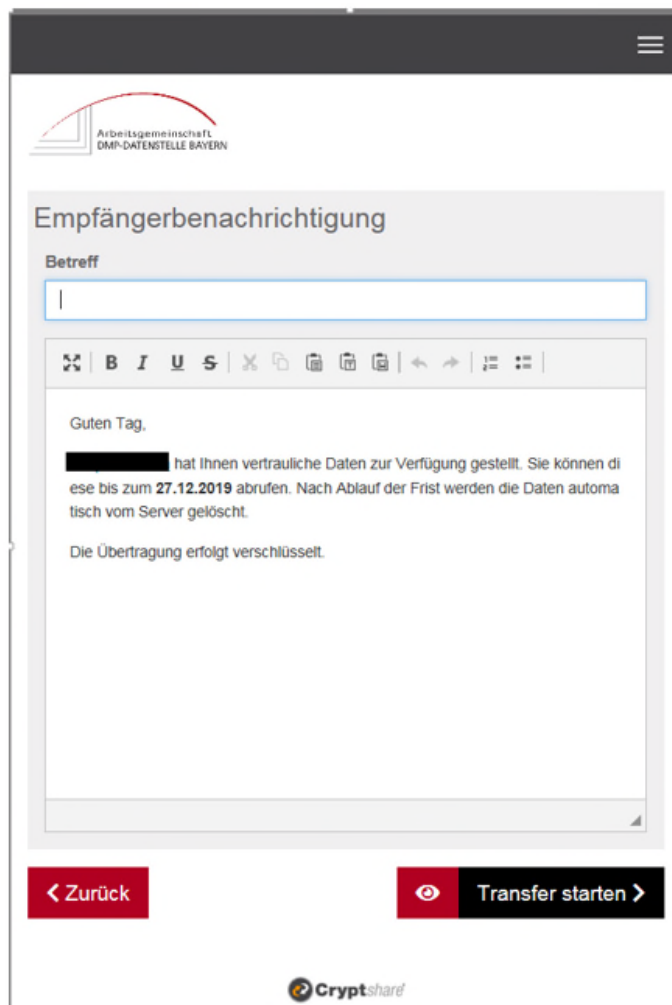 Arbeitsgemeinschaft
DMP-DATENSTELLE BAYERN
Empfängerbenachrichtigung
Betreff
B I U S
Guten Tag,
hat Ihnen vertrauliche Daten zur Verfügung gestellt. Sie können di
ese bis zum 27.12.2019 abrufen. Nach Ablauf der Frist werden die Daten automa
tisch vom Server gelöscht.
Die Übertragung erfolgt verschlüsselt.
Zurück
Transfer starten
Cryptshare